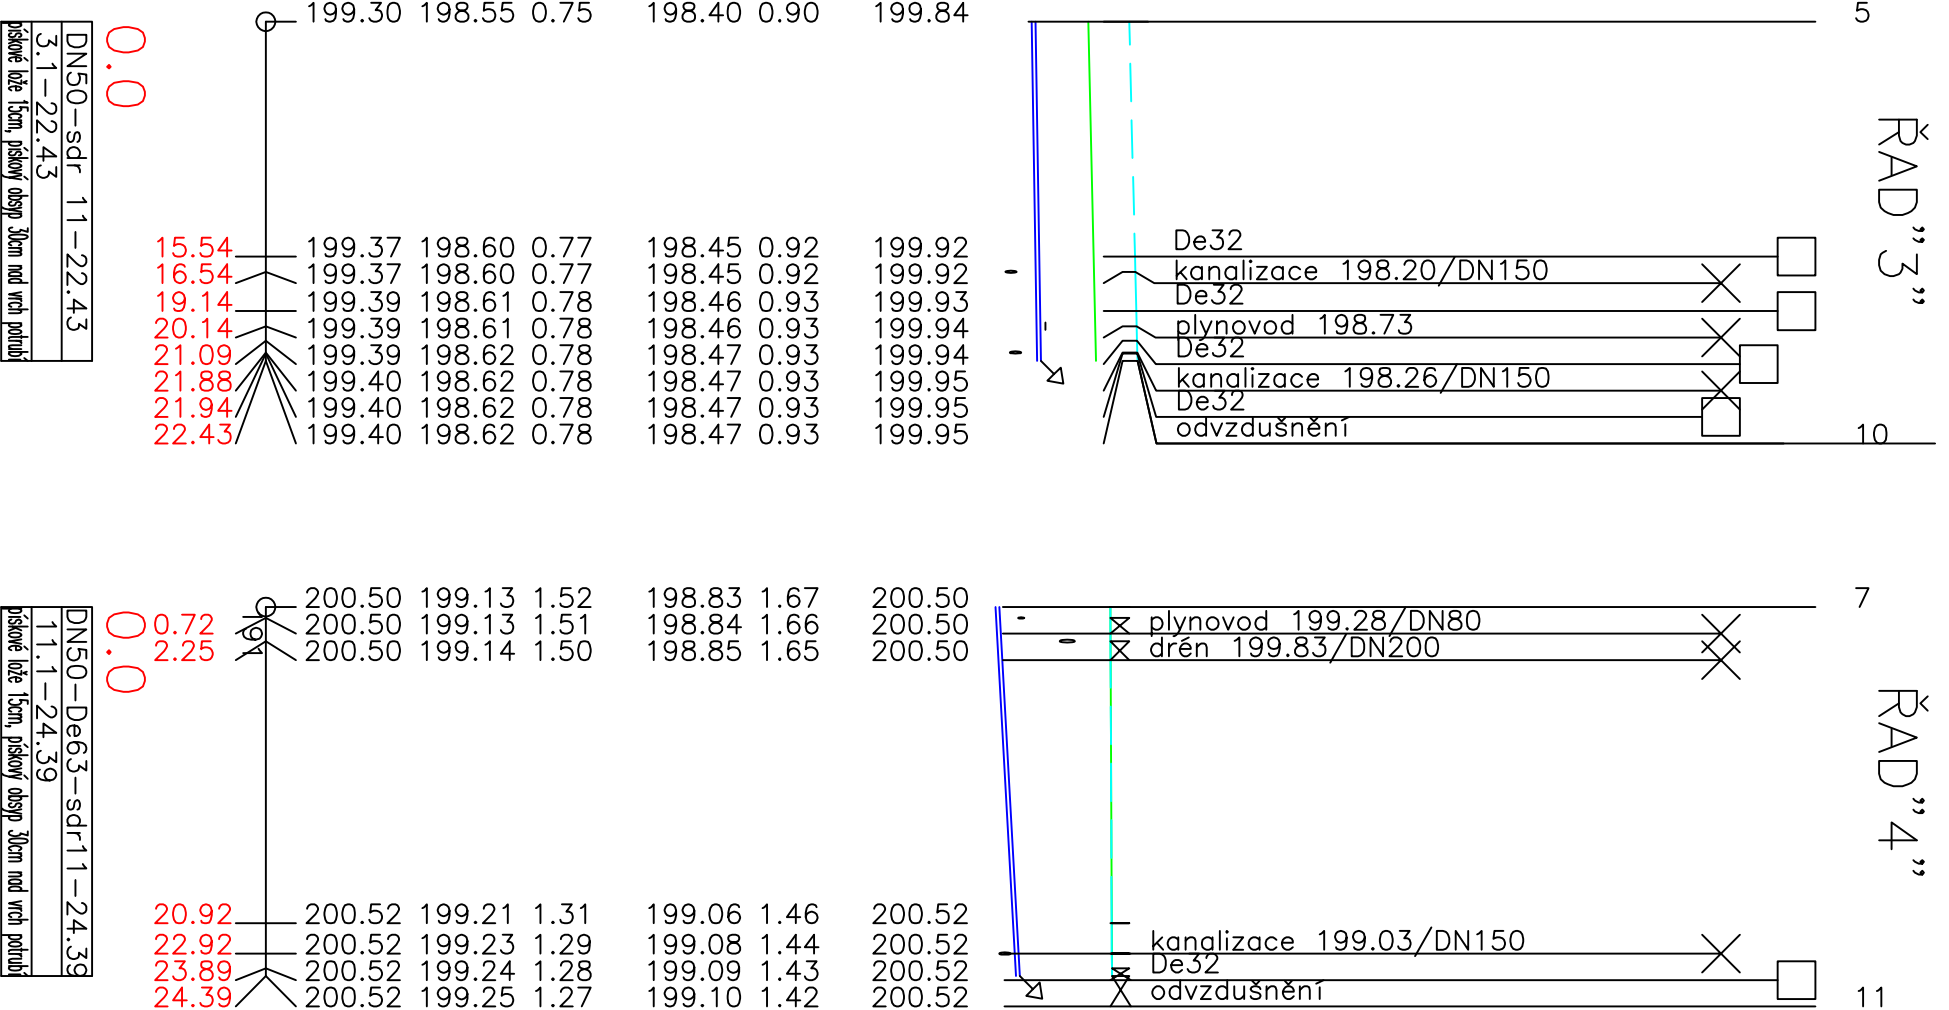 199.30 198.55 0.75 198.40 0.90 199.84 5
0.0
DN50-sdr 11-22.43
3.1-22.43
pískové lože 15cm, pískový obsyp 30cm nad vrch potrubí
ŘAD"3"
15.54 199.37 198.60 0.77 198.45 0.92 199.92 De32
16.54 199.37 198.60 0.77 198.45 0.92 199.92 kanalizace 198.20/DN150
19.14 199.39 198.61 0.78 198.46 0.93 199.93 De32
20.14 199.39 198.61 0.78 198.46 0.93 199.94 plynovod 198.73
21.09 199.39 198.62 0.78 198.47 0.93 199.94 De32
21.88 199.40 198.62 0.78 198.47 0.93 199.95 kanalizace 198.26/DN150
21.94 199.40 198.62 0.78 198.47 0.93 199.95 De32
22.43 199.40 198.62 0.78 198.47 0.93 199.95 odvzdušnění 10
200.50 199.13 1.52 198.83 1.67 200.50 7
0.72 200.50 199.13 1.51 198.84 1.66 200.50 plynovod 199.28/DN80
2.25 200.50 199.14 1.50 198.85 1.65 200.50 drén 199.83/DN200
0.0
DN50-De63-sdr11-24.39
11.1-24.39
pískové lože 15cm, pískový obsyp 30cm nad vrch potrubí
ŘAD"4"
20.92 200.52 199.21 1.31 199.06 1.46 200.52
22.92 200.52 199.23 1.29 199.08 1.44 200.52 kanalizace 199.03/DN150
23.89 200.52 199.24 1.28 199.09 1.43 200.52 De32
24.39 200.52 199.25 1.27 199.10 1.42 200.52 odvzdušnění 11